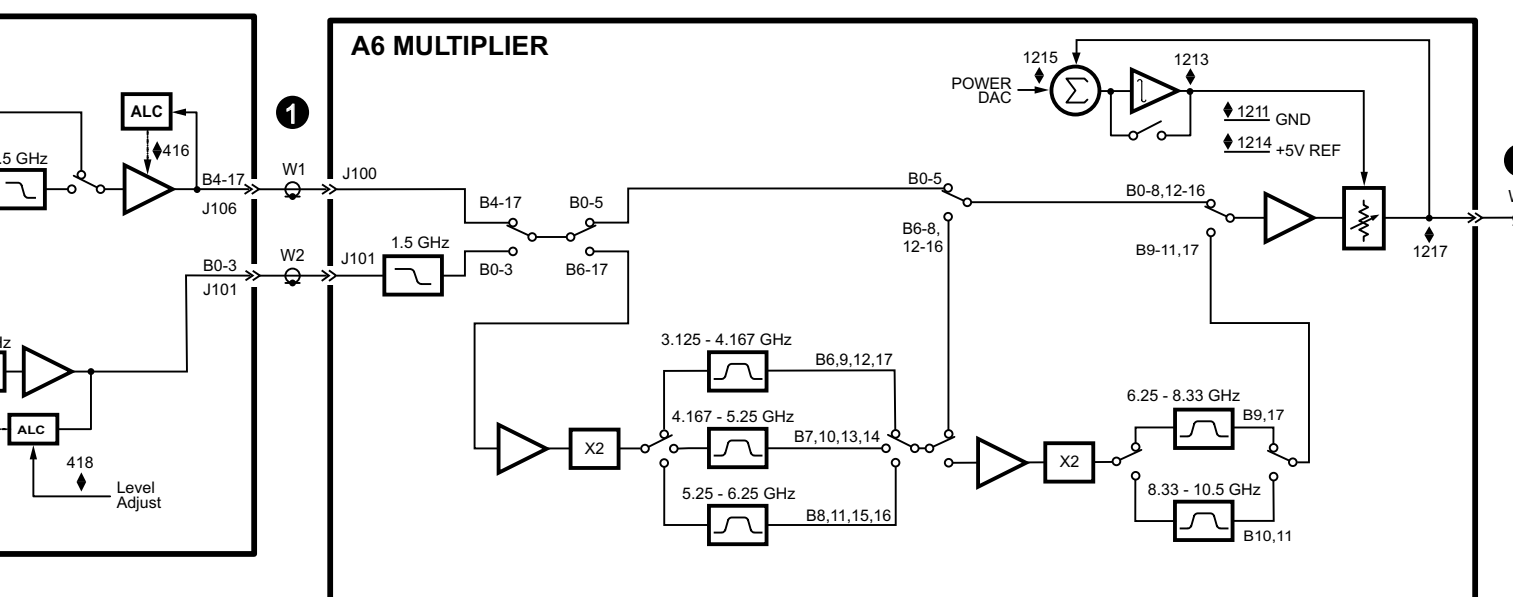 A6 MULTIPLIER
ALC
416
.5 GHz
B4-17
J106
1
W1
J100
B4-17
B0-5
B0-5
B6-8,
12-16
B0-8,12-16
B9-11,17
1215
POWER
DAC
Σ
1213
1211 GND
1214 +5V REF
1217
W2
B0-3
J101
J101
1.5 GHz
B0-3
B6-17
ALC
418
Level
Adjust
3.125 - 4.167 GHz
B6,9,12,17
4.167 - 5.25 GHz
B7,10,13,14
5.25 - 6.25 GHz
B8,11,15,16
X2
X2
6.25 - 8.33 GHz
B9,17
8.33 - 10.5 GHz
B10,11